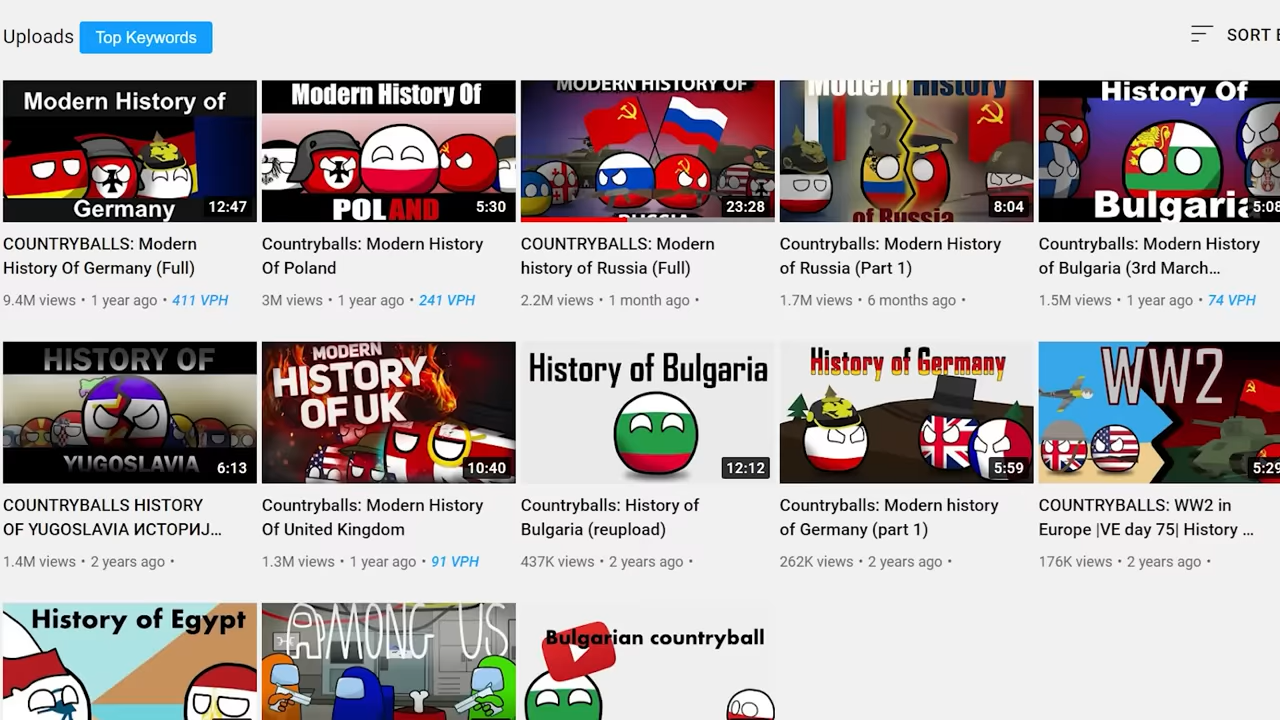 Uploads
Top Keywords
SORT
Modern History of
Germany
12:47
COUNTRYBALLS: Modern
History Of Germany (Full)
9.4M views • 1 year ago • 411 VPH
Modern History Of
POLAND
5:30
Countryballs: Modern History
Of Poland
3M views • 1 year ago • 241 VPH
MODERN HISTORY OF
RUSSIA
23:28
COUNTRYBALLS: Modern
history of Russia (Full)
2.2M views • 1 month ago •
Modern History
of Russia
8:04
Countryballs: Modern History
of Russia (Part 1)
1.7M views • 6 months ago •
History Of
Bulgaria
5:08
Countryballs: Modern History
of Bulgaria (3rd March...
1.5M views • 1 year ago • 74 VPH
HISTORY OF
YUGOSLAVIA
6:13
COUNTRYBALLS HISTORY
OF YUGOSLAVIA ИСТОРИЈ...
1.4M views • 2 years ago •
MODERN
HISTORY
OF UK
10:40
Countryballs: Modern History
Of United Kingdom
1.3M views • 1 year ago • 91 VPH
History of Bulgaria
12:12
Countryballs: History of
Bulgaria (reupload)
437K views • 2 years ago •
History of Germany
5:59
Countryballs: Modern history
of Germany (part 1)
262K views • 2 years ago •
WW2
5:29
COUNTRYBALLS: WW2 in
Europe |VE day 75| History ...
176K views • 2 years ago •
History of Egypt
AMONG US
Bulgarian countryball